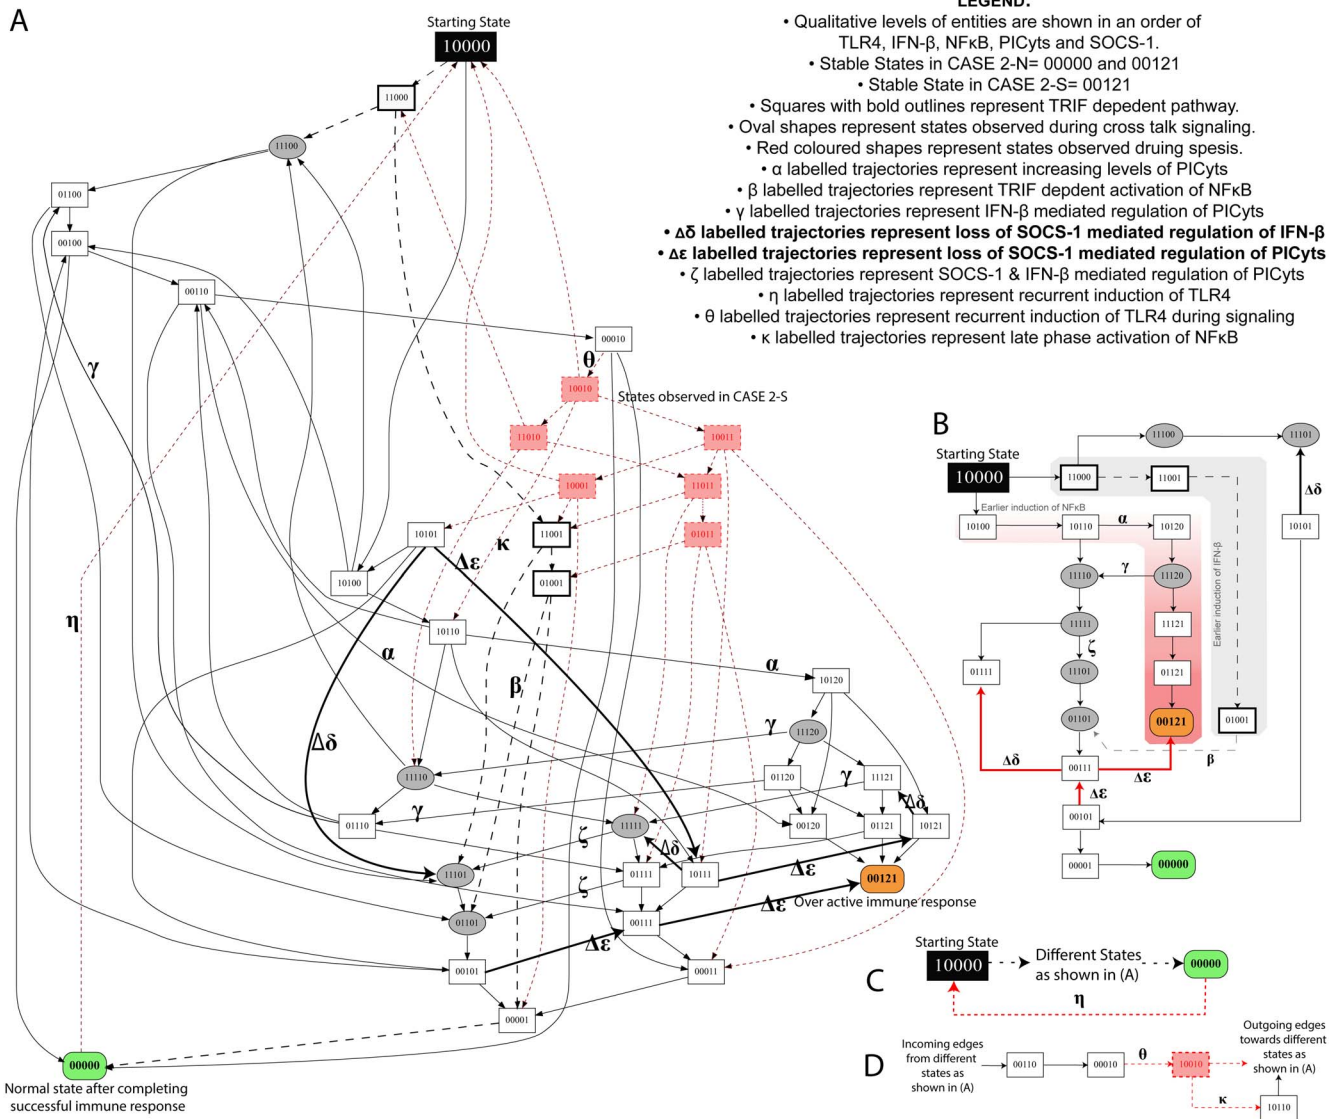 A
Starting State
10000
11000
11100
01100
00100
00110
γ
00010
θ
10010
States observed in CASE 2-S
11010
10011
10001
11011
10101
κ
11001
01011
Δε
10100
01001
η
10110
α
α
10120
β
Δδ
γ
11120
11110
01120
γ
11121
γ
Δδ
01110
ζ
11111
Δδ
00120
01121
10121
11101
ζ
01111
10111
Δε
00121
Δε
Over active immune response
01101
00111
Δε
00101
00011
00001
00000
Normal state after completing
successful immune response
LEGEND:
• Qualitative levels of entities are shown in an order of
TLR4, IFN-β, NFκB, PICyts and SOCS-1.
• Stable States in CASE 2-N= 00000 and 00121
• Stable State in CASE 2-S= 00121
• Squares with bold outlines represent TRIF depedent pathway.
• Oval shapes represent states observed during cross talk signaling.
• Red coloured shapes represent states observed druing spesis.
• α labelled trajectories represent increasing levels of PICyts
• β labelled trajectories represent TRIF depdent activation of NFκB
• γ labelled trajectories represent IFN-β mediated regulation of PICyts
• Δδ labelled trajectories represent loss of SOCS-1 mediated regulation of IFN-β
• Δε labelled trajectories represent loss of SOCS-1 mediated regulation of PICyts
• ζ labelled trajectories represent SOCS-1 & IFN-β mediated regulation of PICyts
• η labelled trajectories represent recurrent induction of TLR4
• θ labelled trajectories represent recurrent induction of TLR4 during signaling
• κ labelled trajectories represent late phase activation of NFκB
B
11100
11101
Starting State
10000
11000
11001
Δδ
Earlier induction of NFκB
10100
10110
α
10120
10101
11110
γ
11120
Earlier induction of IFN-β
11111
11121
ζ
01111
11101
01121
01101
00121
01001
Δδ
00111
Δε
β
Δε
00101
00001
00000
Starting State
10000
Different States
as shown in (A)
00000
C
η
Incoming edges
from different
states as
shown in (A)
D
00110
00010
θ
10010
Outgoing edges
towards different
states as
shown in (A)
κ
10110